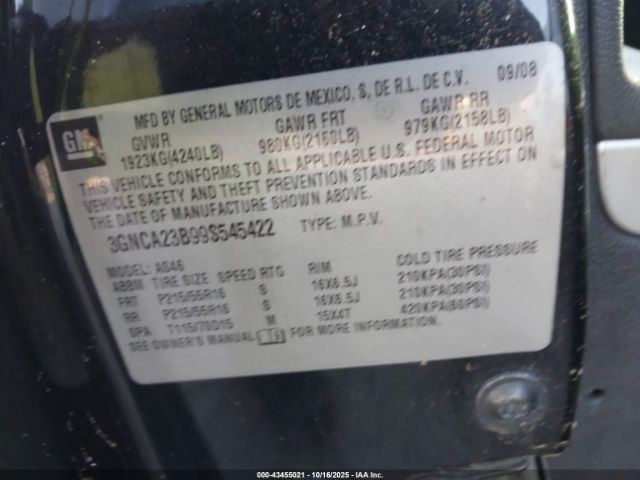 MFD BY GENERAL MOTORS DE MEXICO, S, DE R.L. DE C.V. 09/08
GM
GVWR GAWR FRT GAWR RR
1923KG(4240LB) 980KG(2160LB) 979KG(2158LB)
THIS VEHICLE CONFORMS TO ALL APPLICABLE U.S. FEDERAL MOTOR
VEHICLE SAFETY AND THEFT PREVENTION STANDARDS IN EFFECT ON
THE DATE OF MANUFACTURE SHOWN ABOVE.
3GNCA23B99S545422 TYPE: M.P.V.
MODEL: AS46
ABBM TIRE SIZE SPEED RTG RIM COLD TIRE PRESSURE
FRT P215/55R16 S 16X6.5J 210KPA(30PSI)
RR P215/55R16 S 16X6.5J 210KPA(30PSI)
SPA T115/70D15 M 15X4T 420KPA(60PSI)
SEE OWNER'S MANUAL FOR MORE INFORMATION.
000-43455021 | 10/16/2025 | IAAI.COM